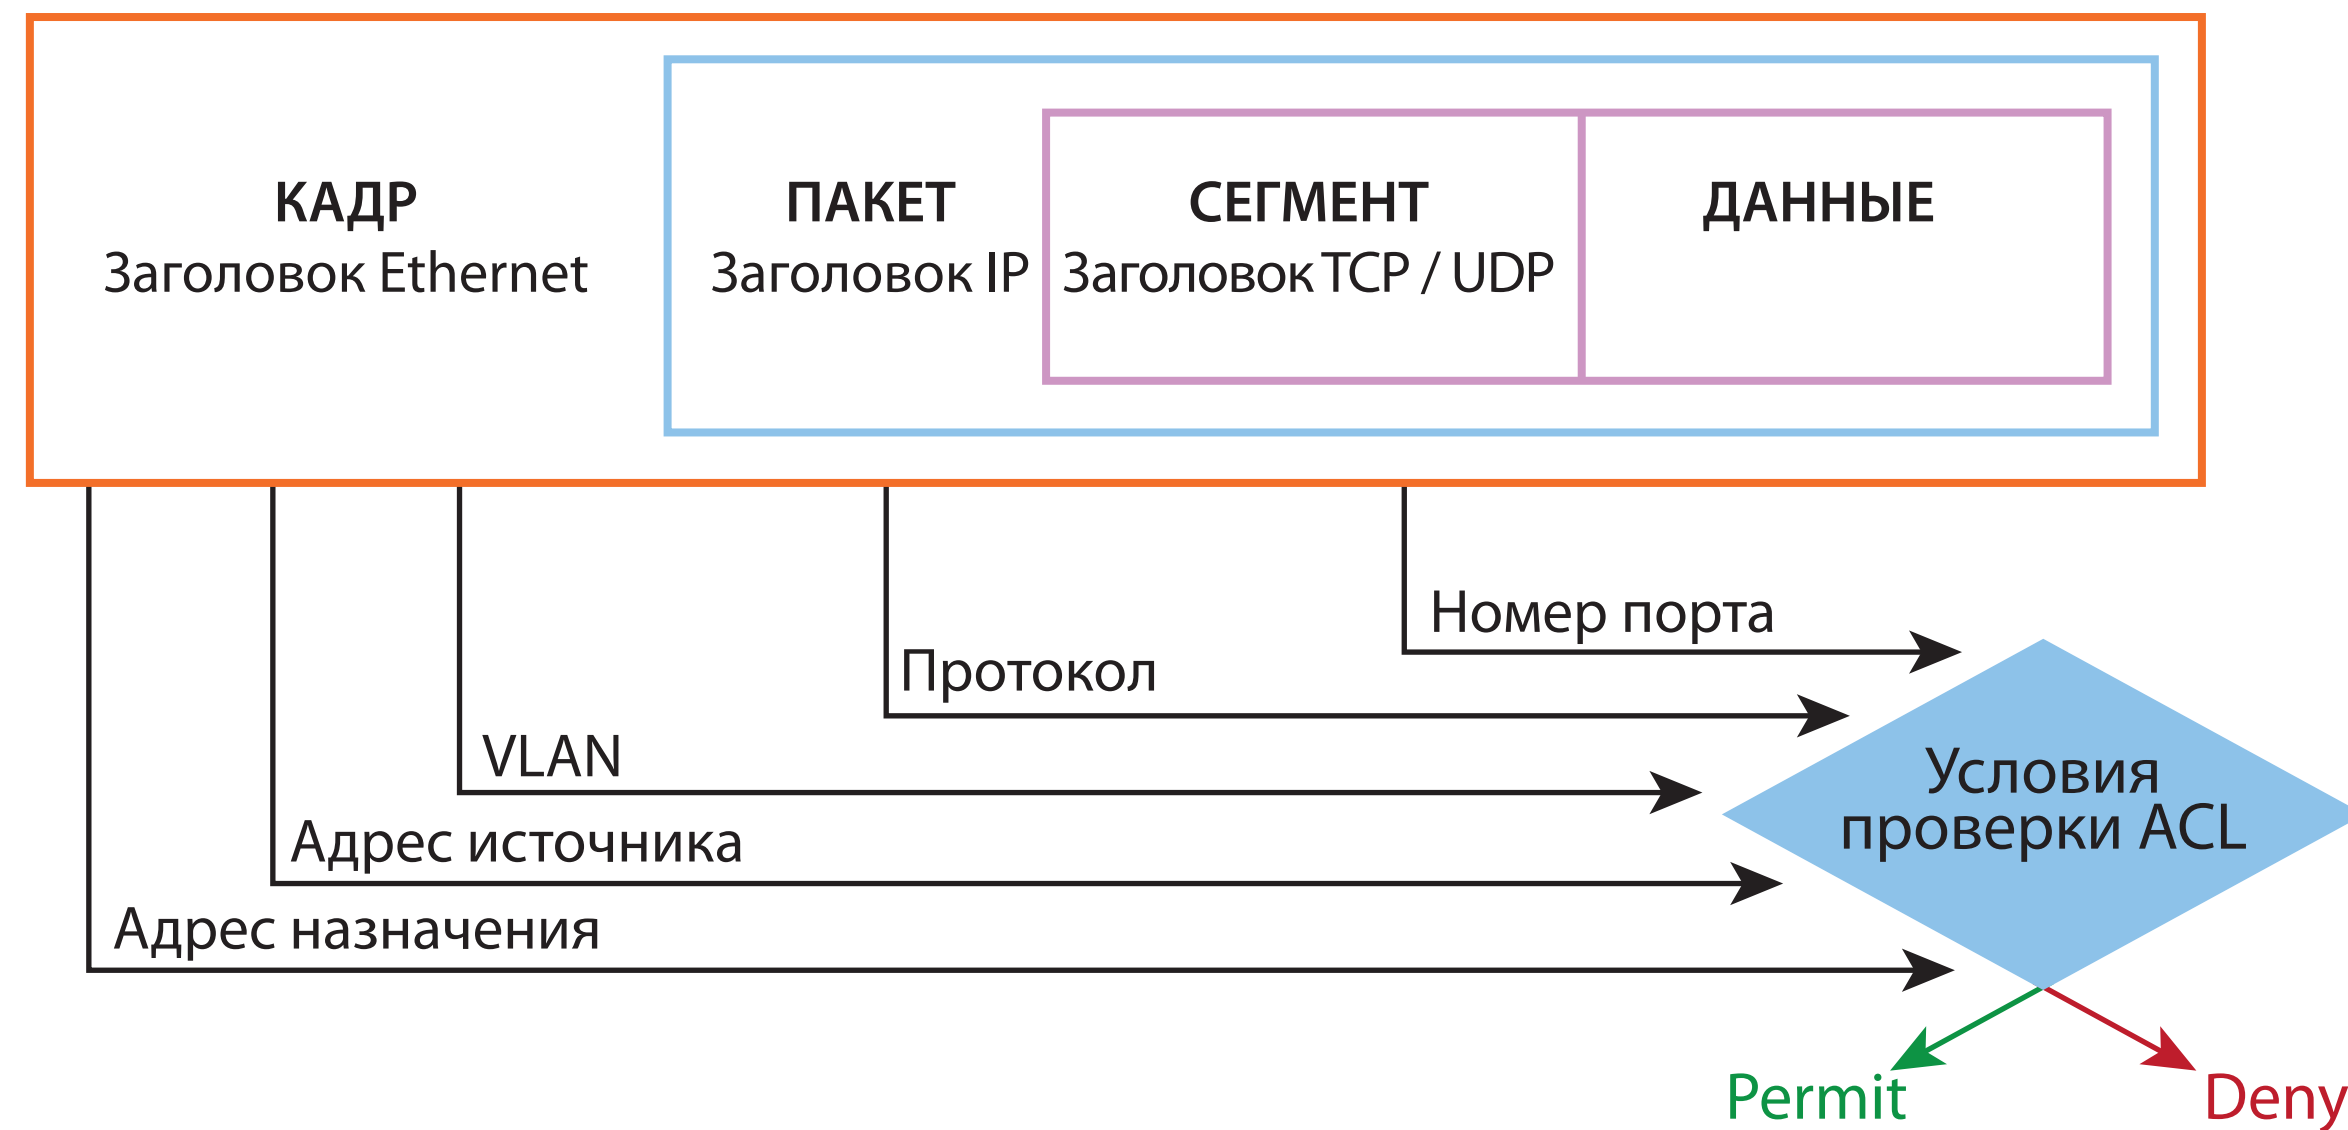 КАДР
Заголовок Ethernet
ПАКЕТ
Заголовок IP
СЕГМЕНТ
Заголовок TCP / UDP
ДАННЫЕ
Номер порта
Протокол
VLAN
Адрес источника
Адрес назначения
Условия
проверки ACL
Permit
Deny